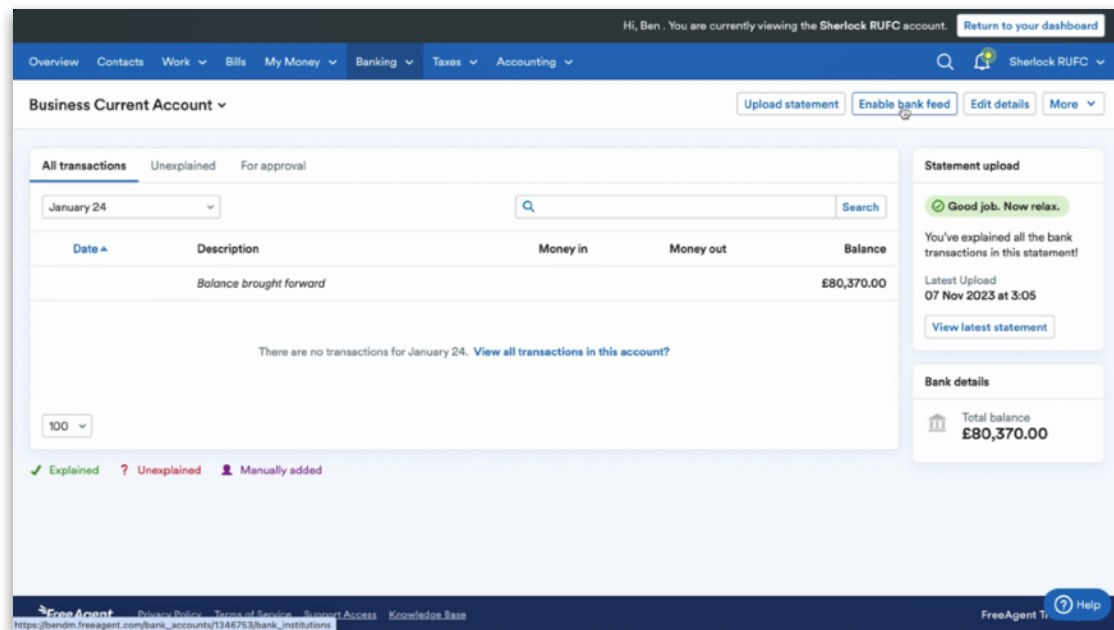 Hi, Ben . You are currently viewing the Sherlock RUFC account. Return to your dashboard
Overview Contacts Work Bills My Money Banking Taxes Accounting Sherlock RUFC
Business Current Account Upload statement Enable bank feed Edit details More
All transactions Unexplained For approval
January 24 Search
Date Description Money in Money out Balance
Balance brought forward £80,370.00
There are no transactions for January 24. View all transactions in this account?
100
Explained ? Unexplained Manually added
Statement upload
Good job. Now relax.
You've explained all the bank
transactions in this statement!
Latest Upload
07 Nov 2023 at 3:05
View latest statement
Bank details
Total balance
£80,370.00
FreeAgent Privacy Policy Terms of Service Support Access Knowledge Base FreeAgent
? Help
https://bendm.freeagent.com/bank_accounts/1346753/bank_institutions